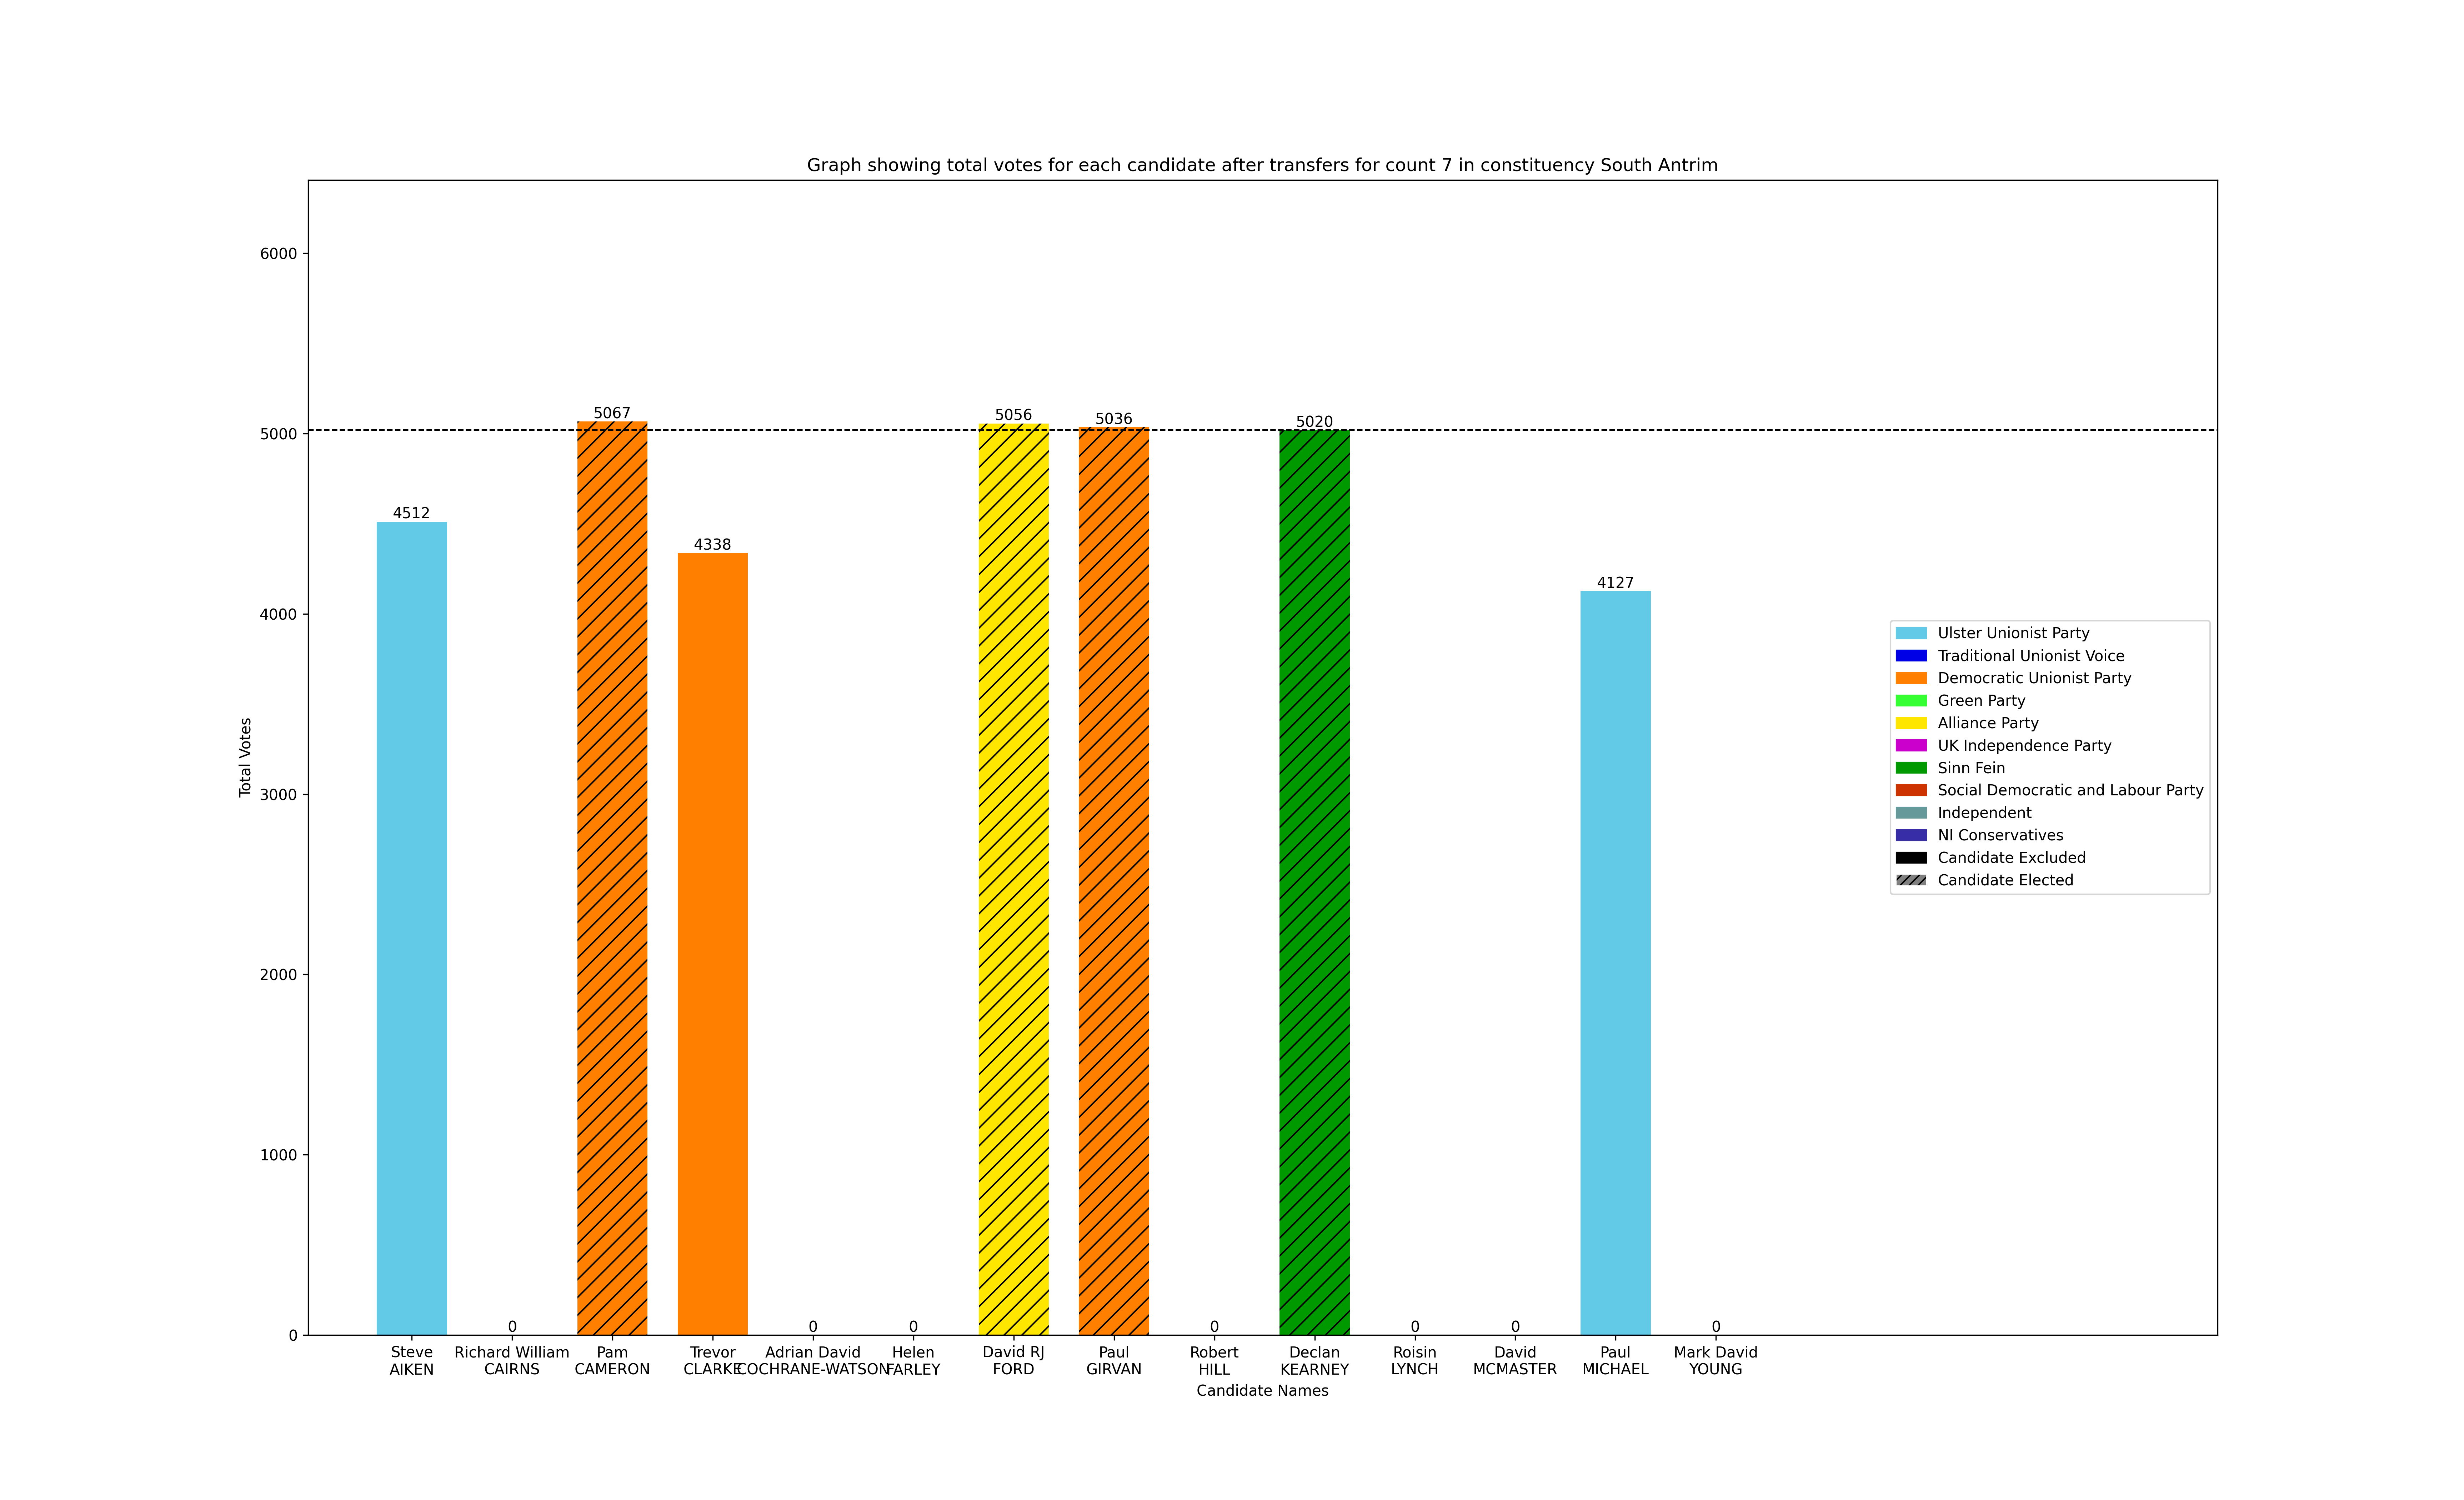 Graph showing total votes for each candidate after transfers for count 7 in constituency South Antrim
Total Votes
6000
5000
4000
3000
2000
1000
0
4512
0
5067
4338
0
0
5056
5036
0
5020
0
0
4127
0
Steve
AIKEN
Richard William
CAIRNS
Pam
CAMERON
Trevor
CLARKE
Adrian David
COCHRANE-WATSON
Helen
FARLEY
David RJ
FORD
Paul
GIRVAN
Robert
HILL
Declan
KEARNEY
Roisin
LYNCH
David
MCMASTER
Paul
MICHAEL
Mark David
YOUNG
Candidate Names
Ulster Unionist Party
Traditional Unionist Voice
Democratic Unionist Party
Green Party
Alliance Party
UK Independence Party
Sinn Fein
Social Democratic and Labour Party
Independent
NI Conservatives
Candidate Excluded
Candidate Elected